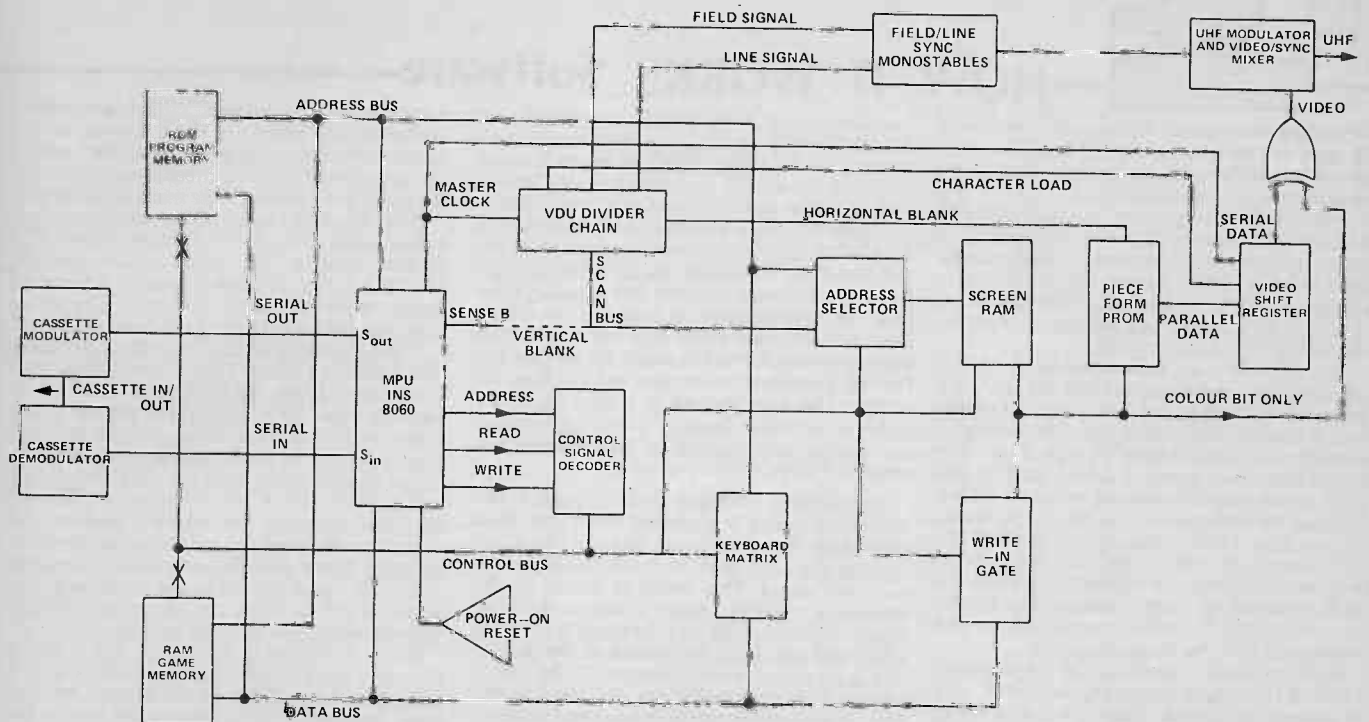 FIELD SIGNAL
LINE SIGNAL
FIELD/LINE
SYNC
MONOSTABLES
UHF MODULATOR
AND VIDEO/SYNC
MIXER
UHF
VIDEO
ADDRESS BUS
ROM
PROGRAM
MEMORY
MASTER
CLOCK
VDU DIVIDER
CHAIN
CHARACTER LOAD
HORIZONTAL BLANK
SERIAL
DATA
SCAN
BUS
ADDRESS
SELECTOR
SCREEN
RAM
PIECE
FORM
PROM
PARALLEL
DATA
VIDEO
SHIFT
REGISTER
CASSETTE
MODULATOR
SERIAL
OUT
Sout
SENSE B
VERTICAL
BLANK
MPU
INS
8060
CASSETTE IN/
OUT
CASSETTE
DEMODULATOR
SERIAL
IN
Sin
ADDRESS
READ
WRITE
CONTROL
SIGNAL
DECODER
COLOUR BIT ONLY
KEYBOARD
MATRIX
WRITE
-IN
GATE
CONTROL BUS
POWER--ON
RESET
RAM
GAME
MEMORY
DATA BUS